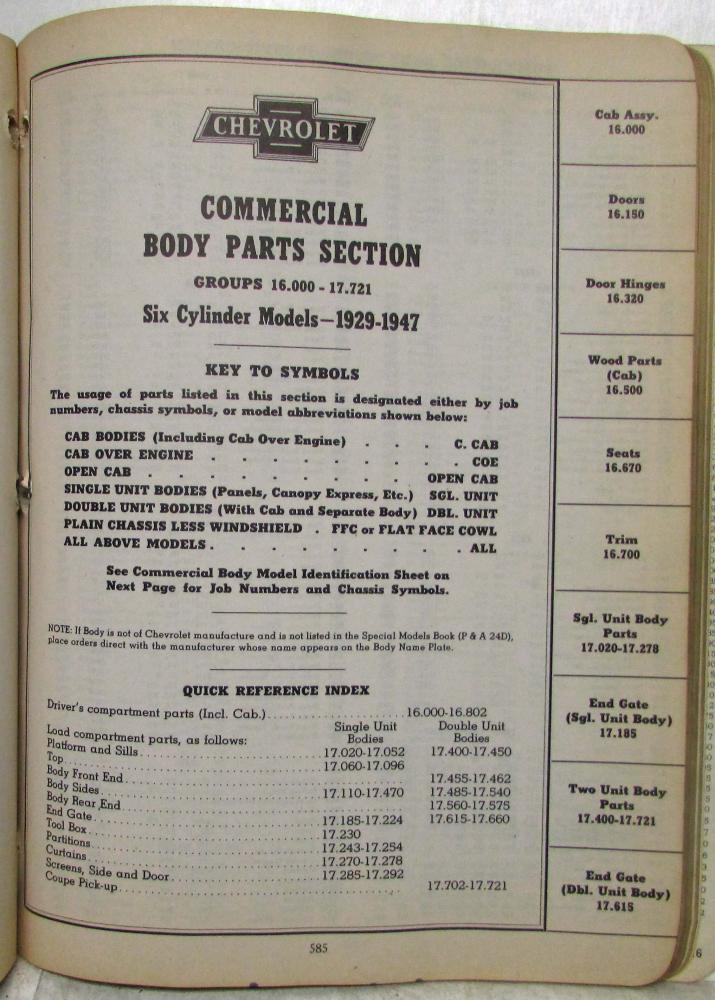 CHEVROLET
COMMERCIAL
BODY PARTS SECTION
GROUPS 16.000 - 17.721
Six Cylinder Models—1929-1947
KEY TO SYMBOLS
The usage of parts listed in this section is designated either by job
numbers, chassis symbols, or model abbreviations shown below:
CAB BODIES (Including Cab Over Engine) . . . C. CAB
CAB OVER ENGINE . . . . . . . . COE
OPEN CAB . . . . . . . . . OPEN CAB
SINGLE UNIT BODIES (Panels, Canopy Express, Etc.) SGL. UNIT
DOUBLE UNIT BODIES (With Cab and Separate Body) DBL. UNIT
PLAIN CHASSIS LESS WINDSHIELD . FFC or FLAT FACE COWL
ALL ABOVE MODELS . . . . . . . . ALL
See Commercial Body Model Identification Sheet on
Next Page for Job Numbers and Chassis Symbols.
NOTE: If Body is not of Chevrolet manufacture and is not listed in the Special Models Book (P & A 24D),
place orders direct with the manufacturer whose name appears on the Body Name Plate.
QUICK REFERENCE INDEX
Driver's compartment parts (Incl. Cab.) . . . . 16.000-16.802
Single Unit Double Unit
Load compartment parts, as follows: Bodies Bodies
Platform and Sills . . . . 17.020-17.052 17.400-17.450
Top . . . . 17.060-17.096
Body Front End . . . . 17.455-17.462
Body Sides . . . . 17.110-17.470 17.485-17.540
Body Rear End . . . . 17.560-17.575
End Gate . . . . 17.185-17.224 17.615-17.660
Tool Box . . . . 17.230
Partitions . . . . 17.243-17.254
Curtains . . . . 17.270-17.278
Screens, Side and Door . . . . 17.285-17.292
Coupe Pick-up . . . . 17.702-17.721
585
Cab Assy.
16.000
Doors
16.150
Door Hinges
16.320
Wood Parts
(Cab)
16.500
Seats
16.670
Trim
16.700
Sgl. Unit Body
Parts
17.020-17.278
End Gate
(Sgl. Unit Body)
17.185
Two Unit Body
Parts
17.400-17.721
End Gate
(Dbl. Unit Body)
17.615